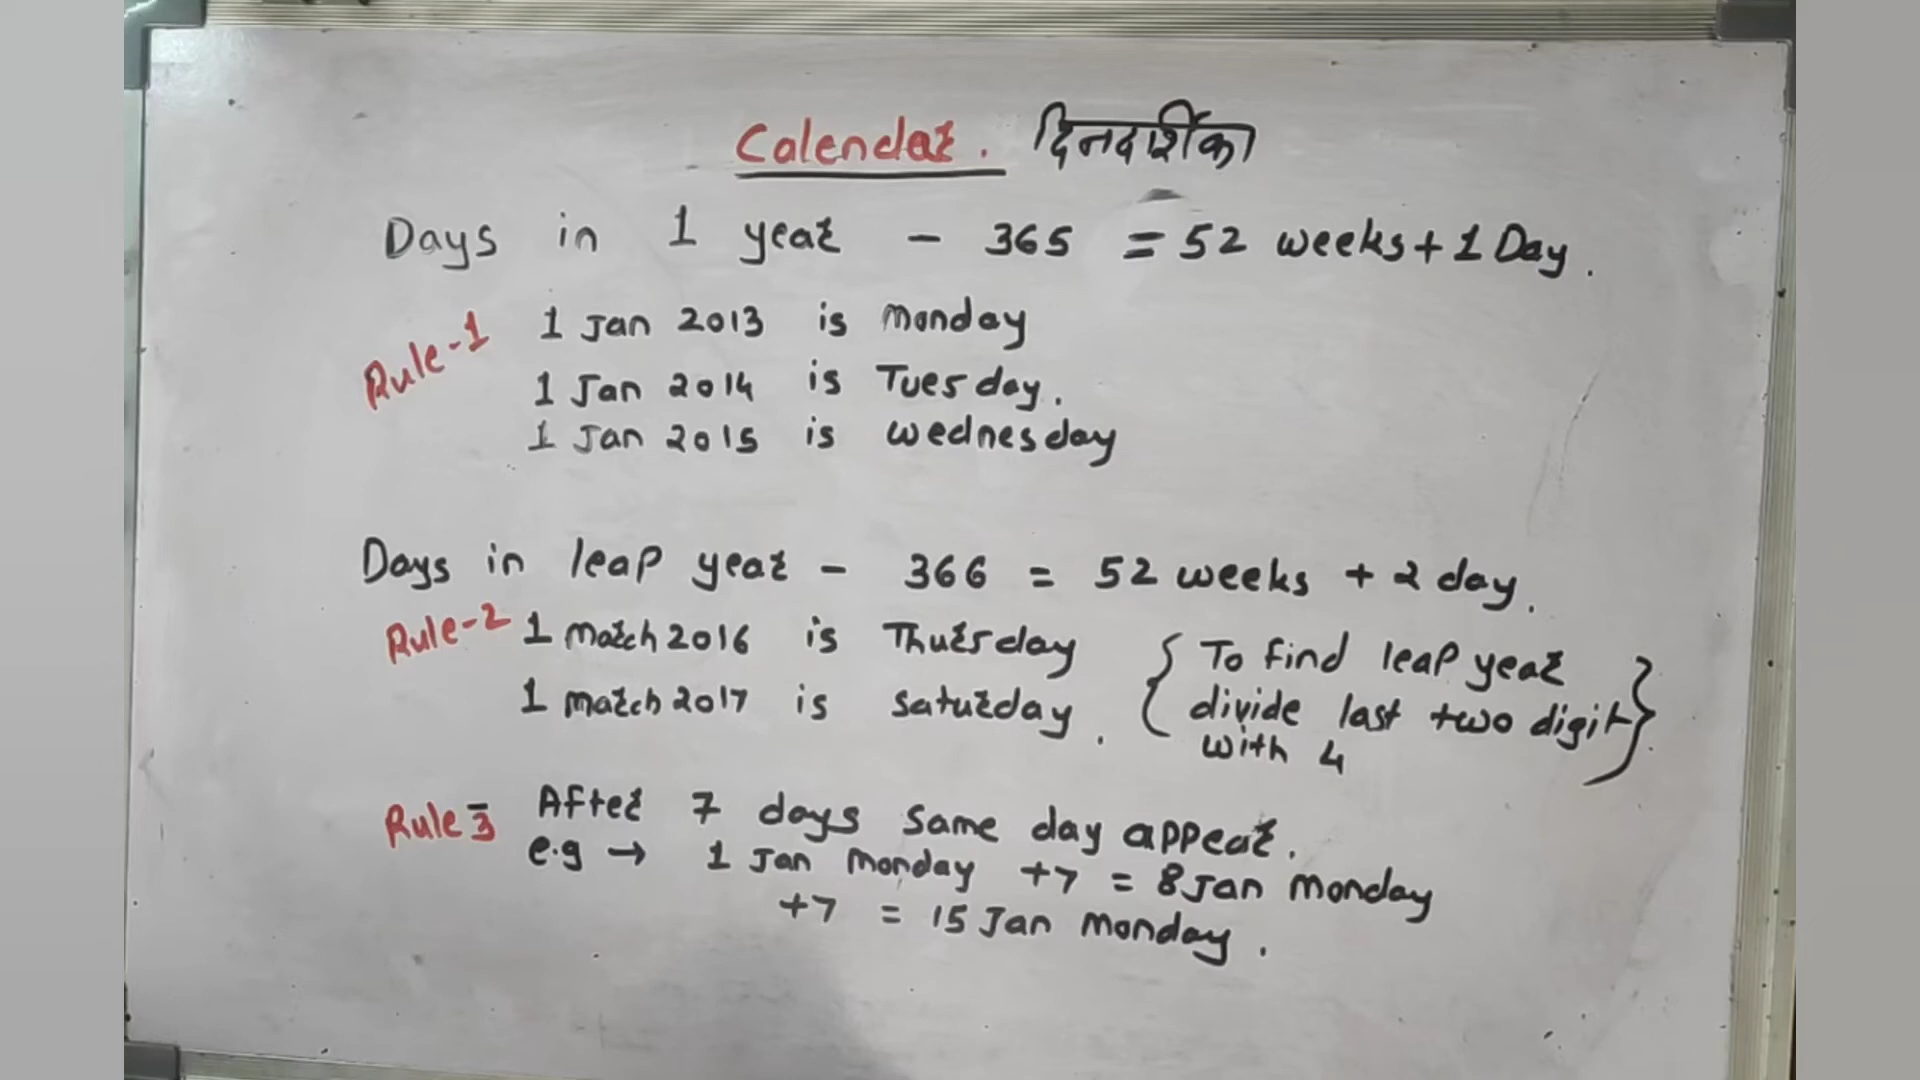 Calendar. दिनदर्शिका
Days in 1 year - 365 = 52 weeks + 1 Day.
Rule-1 1 Jan 2013 is monday
1 Jan 2014 is Tuesday.
1 Jan 2015 is wednesday
Days in leap year - 366 = 52 weeks + 2 day.
Rule-2 1 march 2016 is Thursday
1 march 2017 is saturday.
{ To find leap year
divide last two digit
with 4 }
Rule-3 After 7 days same day appear.
e.g → 1 Jan monday +7 = 8 Jan monday
+7 = 15 Jan monday.